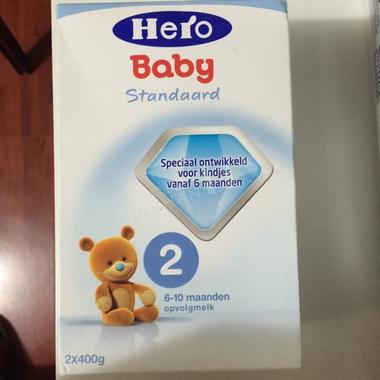 Hero
Baby
Standaard
Speciaal ontwikkeld
voor kindjes
vanaf 6 maanden
2
6-10 maanden
opvolgmelk
2x400g